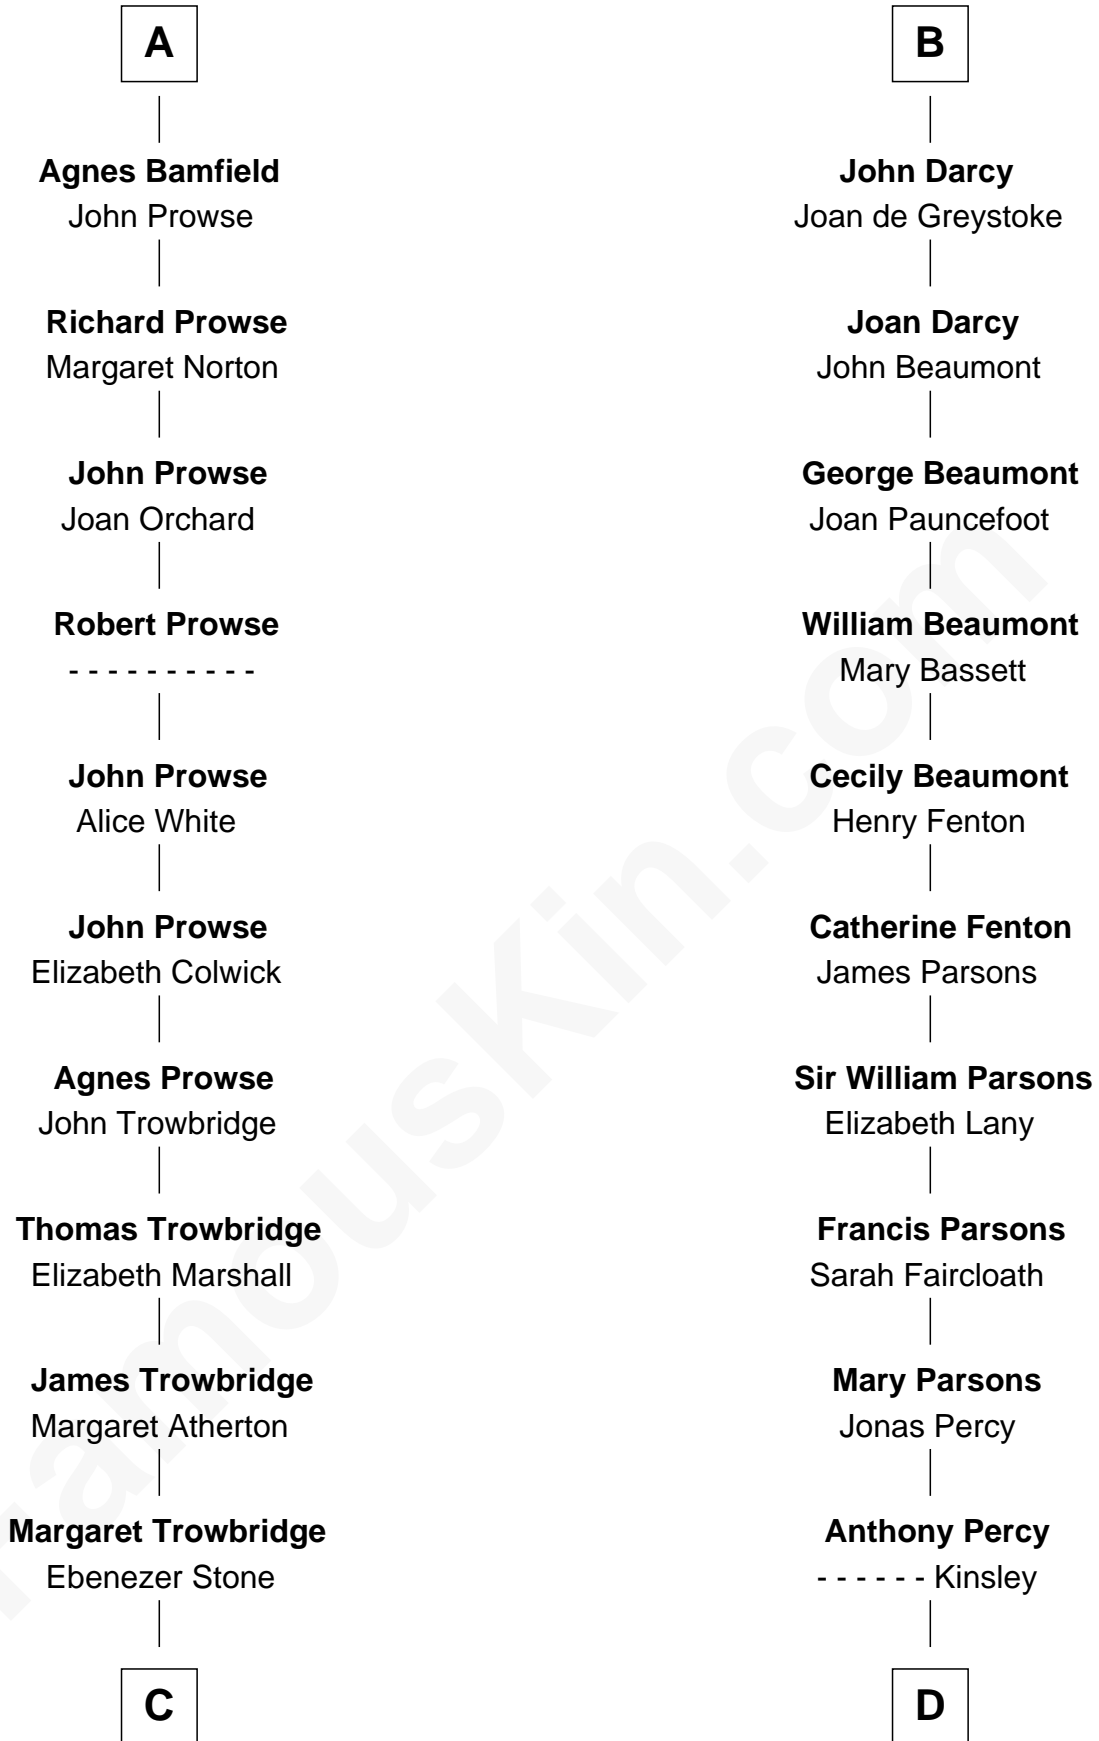 A
Agnes Bamfield
John Prowse
Richard Prowse
Margaret Norton
John Prowse
Joan Orchard
Robert Prowse
- - - - - - - - - -
John Prowse
Alice White
John Prowse
Elizabeth Colwick
Agnes Prowse
John Trowbridge
Thomas Trowbridge
Elizabeth Marshall
James Trowbridge
Margaret Atherton
Margaret Trowbridge
Ebenezer Stone
C
B
John Darcy
Joan de Greystoke
Joan Darcy
John Beaumont
George Beaumont
Joan Pauncefoot
William Beaumont
Mary Bassett
Cecily Beaumont
Henry Fenton
Catherine Fenton
James Parsons
Sir William Parsons
Elizabeth Lany
Francis Parsons
Sarah Faircloath
Mary Parsons
Jonas Percy
Anthony Percy
- - - - - - Kinsley
D
FamousKin.com